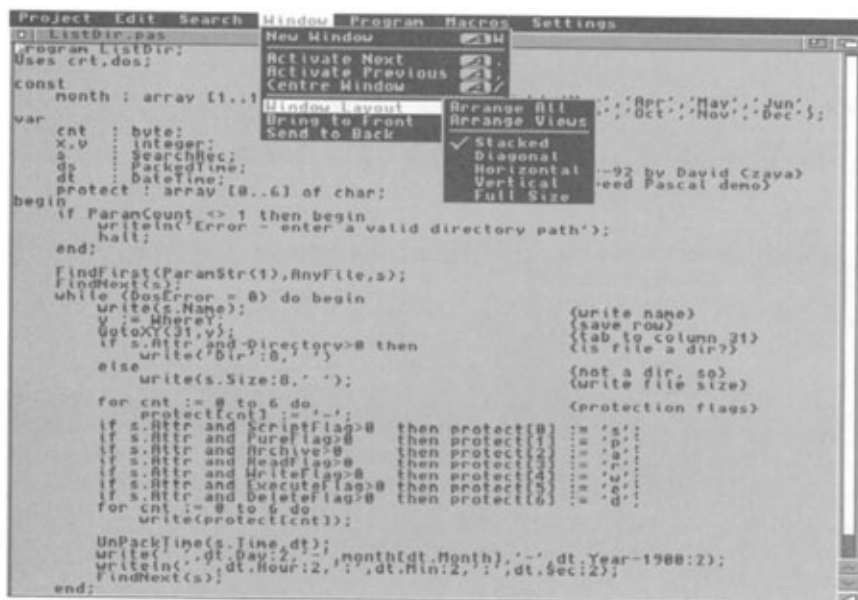 Project Edit Search Window Program Macros Settings
ListDir.pas
New Window W
Activate Next .
Activate Previous ,
Centre Window /
Window Layout
Bring to Front
Send to Back
Arrange All
Arrange Views
✓ Stacked
Diagonal
Horizontal
Vertical
Full Size
Program ListDir;
Uses crt,dos;
const
month : array [1..1 'Apr','May','Jun',
'Oct','Nov','Dec');
var
cnt : byte;
x,y : integer;
s : SearchRec;
ds : PackedTime;
dt : DateTime;
-92 by David Czaya}
eed Pascal demo}
protect : array [0..6] of char;
begin
if ParamCount <> 1 then begin
writeln('Error - enter a valid directory path');
halt;
end;
FindFirst(ParamStr(1),AnyFile,s);
FindNext(s);
while (DosError = 0) do begin
write(s.Name); {write name}
y := WhereY; {save row}
GotoXY(31,y); {tab to column 31}
if s.Attr and Directory>0 then {is file a dir?}
write('Dir':8,' ')
else {not a dir, so}
write(s.Size:8,' '); {write file size}
for cnt := 0 to 6 do {protection flags}
protect[cnt] := '-';
if s.Attr and ScriptFlag>0 then protect[0] := 's';
if s.Attr and PureFlag>0 then protect[1] := 'p';
if s.Attr and Archive>0 then protect[2] := 'a';
if s.Attr and ReadFlag>0 then protect[3] := 'r';
if s.Attr and WriteFlag>0 then protect[4] := 'w';
if s.Attr and ExecuteFlag>0 then protect[5] := 'e';
if s.Attr and DeleteFlag>0 then protect[6] := 'd';
for cnt := 0 to 6 do
write(protect[cnt]);
UnPackTime(s.Time,dt);
write(' ',dt.Day:2,'-',month[dt.Month],'-',dt.Year-1900:2);
writeln(' ',dt.Hour:2,':',dt.Min:2,':',dt.Sec:2);
FindNext(s);
end;